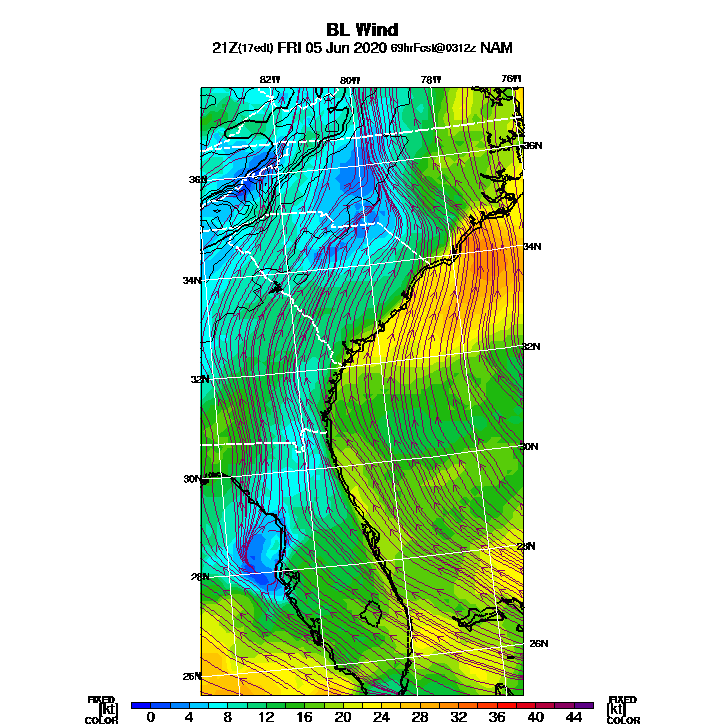 BL Wind
21Z(17edt) FRI 05 Jun 2020 69hrFcst@0312z NAM
82W 80W 78W 76W
36N
36N
34N
34N
32N
32N
30N
30N
28N
28N
26N
26N
FIXED FIXED
[kt] 0 4 8 12 16 20 24 28 32 36 40 44 [kt]
COLOR COLOR